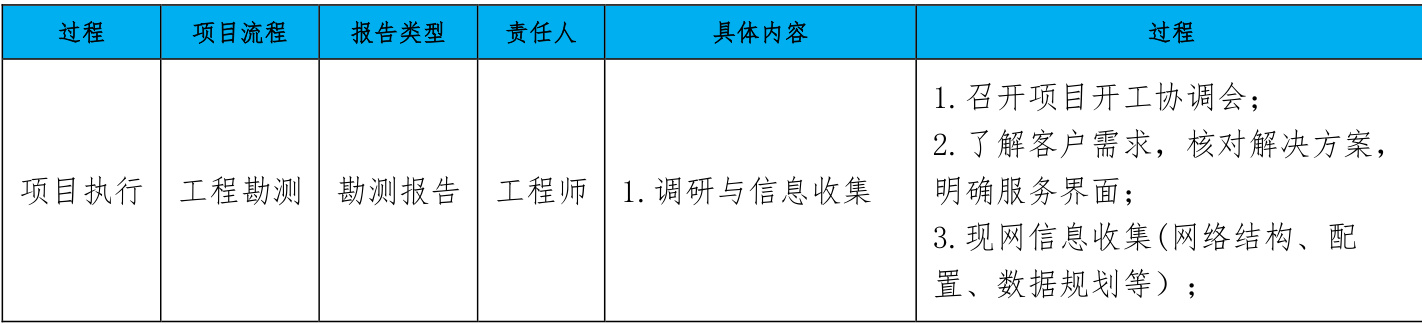 过程 项目流程 报告类型 责任人 具体内容 过程
项目执行 工程勘测 勘测报告 工程师 1.调研与信息收集
1.召开项目开工协调会；
2.了解客户需求，核对解决方案，
明确服务界面；
3.现网信息收集(网络结构、配
置、数据规划等）；